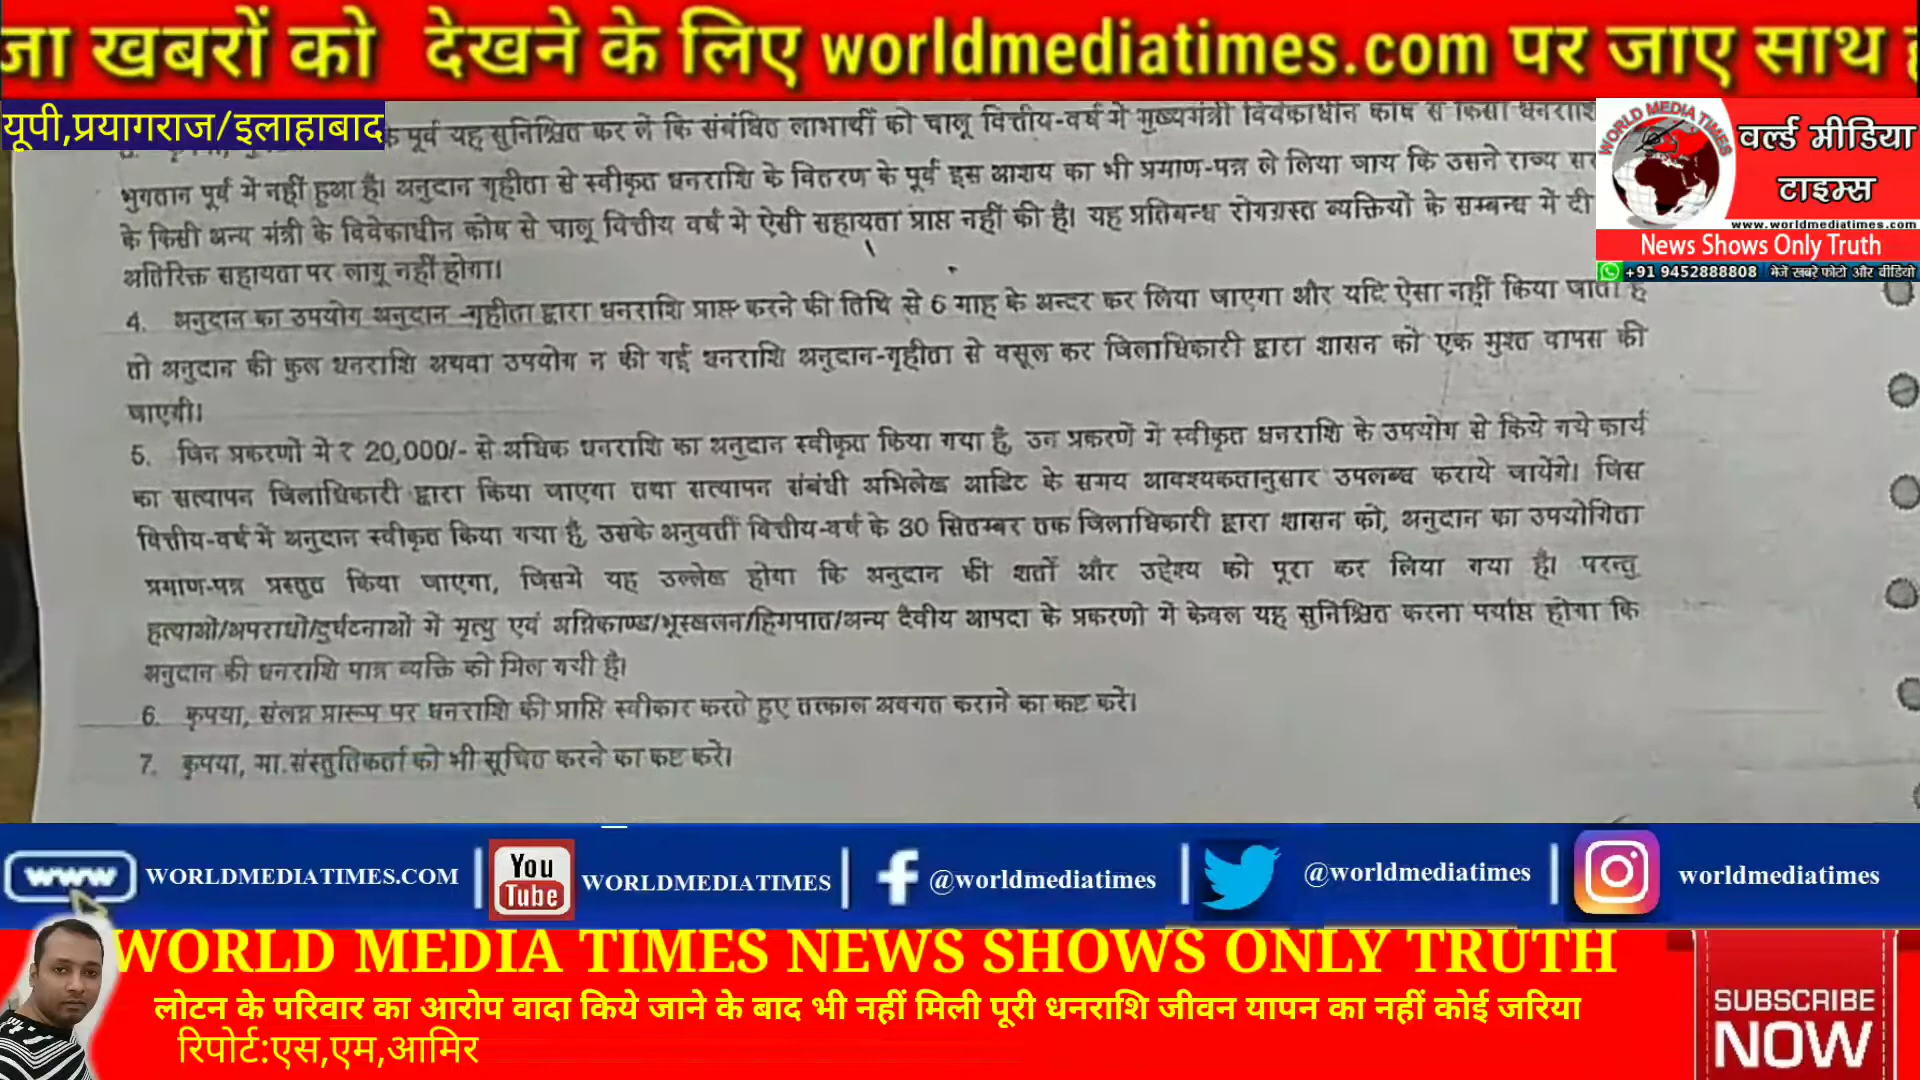 जा खबरों को देखने के लिए worldmediatimes.com पर जाए साथ
यूपी,प्रयागराज/इलाहाबाद
WORLD MEDIA TIMES
वर्ल्ड मीडिया
टाइम्स
www.worldmediatimes.com
News Shows Only Truth
+91 9452888808 भेजें खबरें फोटो और वीडियो
पूर्व यह सुनिश्चित कर लें कि संबंधित लाभार्थी को चालू वित्तीय-वर्ष में मुख्यमंत्री विवेकाधीन कोष से किसी धनराशि
भुगतान पूर्व में नहीं हुआ है। अनुदान गृहीता से स्वीकृत धनराशि के वितरण के पूर्व इस आशय का भी प्रमाण-पत्र ले लिया जाय कि उसने राज्य
के किसी अन्य मंत्री के विवेकाधीन कोष से चालू वित्तीय वर्ष मे ऐसी सहायता प्राप्त नहीं की है। यह प्रतिबन्ध रोगग्रस्त व्यक्तियों के सम्बन्ध में दी
अतिरिक्त सहायता पर लागू नहीं होगा।
4. अनुदान का उपयोग अनुदान -गृहीता द्वारा धनराशि प्राप्त करने की तिथि से 6 माह के अन्दर कर लिया जाएगा और यदि ऐसा नहीं किया जाता है
तो अनुदान की कुल धनराशि अथवा उपयोग न की गई धनराशि अनुदान-गृहीता से वसूल कर जिलाधिकारी द्वारा शासन को एक मुश्त वापस की
जाएगी।
5. जिन प्रकरणों मे ₹ 20,000/- से अधिक धनराशि का अनुदान स्वीकृत किया गया है, उन प्रकरणें में स्वीकृत धनराशि के उपयोग से किये गये कार्य
का सत्यापन जिलाधिकारी द्वारा किया जाएगा तथा सत्यापन संबंधी अभिलेख आडिट के समय आवश्यकतानुसार उपलब्ध कराये जायेंगे। जिस
वित्तीय-वर्ष में अनुदान स्वीकृत किया गया है, उसके अनुवर्ती वित्तीय-वर्ष के 30 सितम्बर तक जिलाधिकारी द्वारा शासन को, अनुदान का उपयोगिता
प्रमाण-पत्र प्रस्तुत किया जाएगा, जिसमे यह उल्लेख होगा कि अनुदान की शर्तों और उद्देश्य को पूरा कर लिया गया है। परन्तु
हत्याओं/अपराधों/दुर्घटनाओं में मृत्यु एवं अग्निकाण्ड/भूस्खलन/हिमपात/अन्य दैवीय आपदा के प्रकरणों में केवल यह सुनिश्चित करना पर्याप्त होगा कि
अनुदान की धनराशि पात्र व्यक्ति को मिल गयी है।
6. कृपया, संलग्न प्रारूप पर धनराशि की प्राप्ति स्वीकार करते हुए तत्काल अवगत कराने का कष्ट करें।
7. कृपया, मा.संस्तुतिकर्ता को भी सूचित करने का कष्ट करे।
www WORLDMEDIATIMES.COM
You Tube WORLDMEDIATIMES
@worldmediatimes
@worldmediatimes
worldmediatimes
WORLD MEDIA TIMES NEWS SHOWS ONLY TRUTH
लोटन के परिवार का आरोप वादा किये जाने के बाद भी नहीं मिली पूरी धनराशि जीवन यापन का नहीं कोई जरिया
रिपोर्ट:एस,एम,आमिर
SUBSCRIBE
NOW